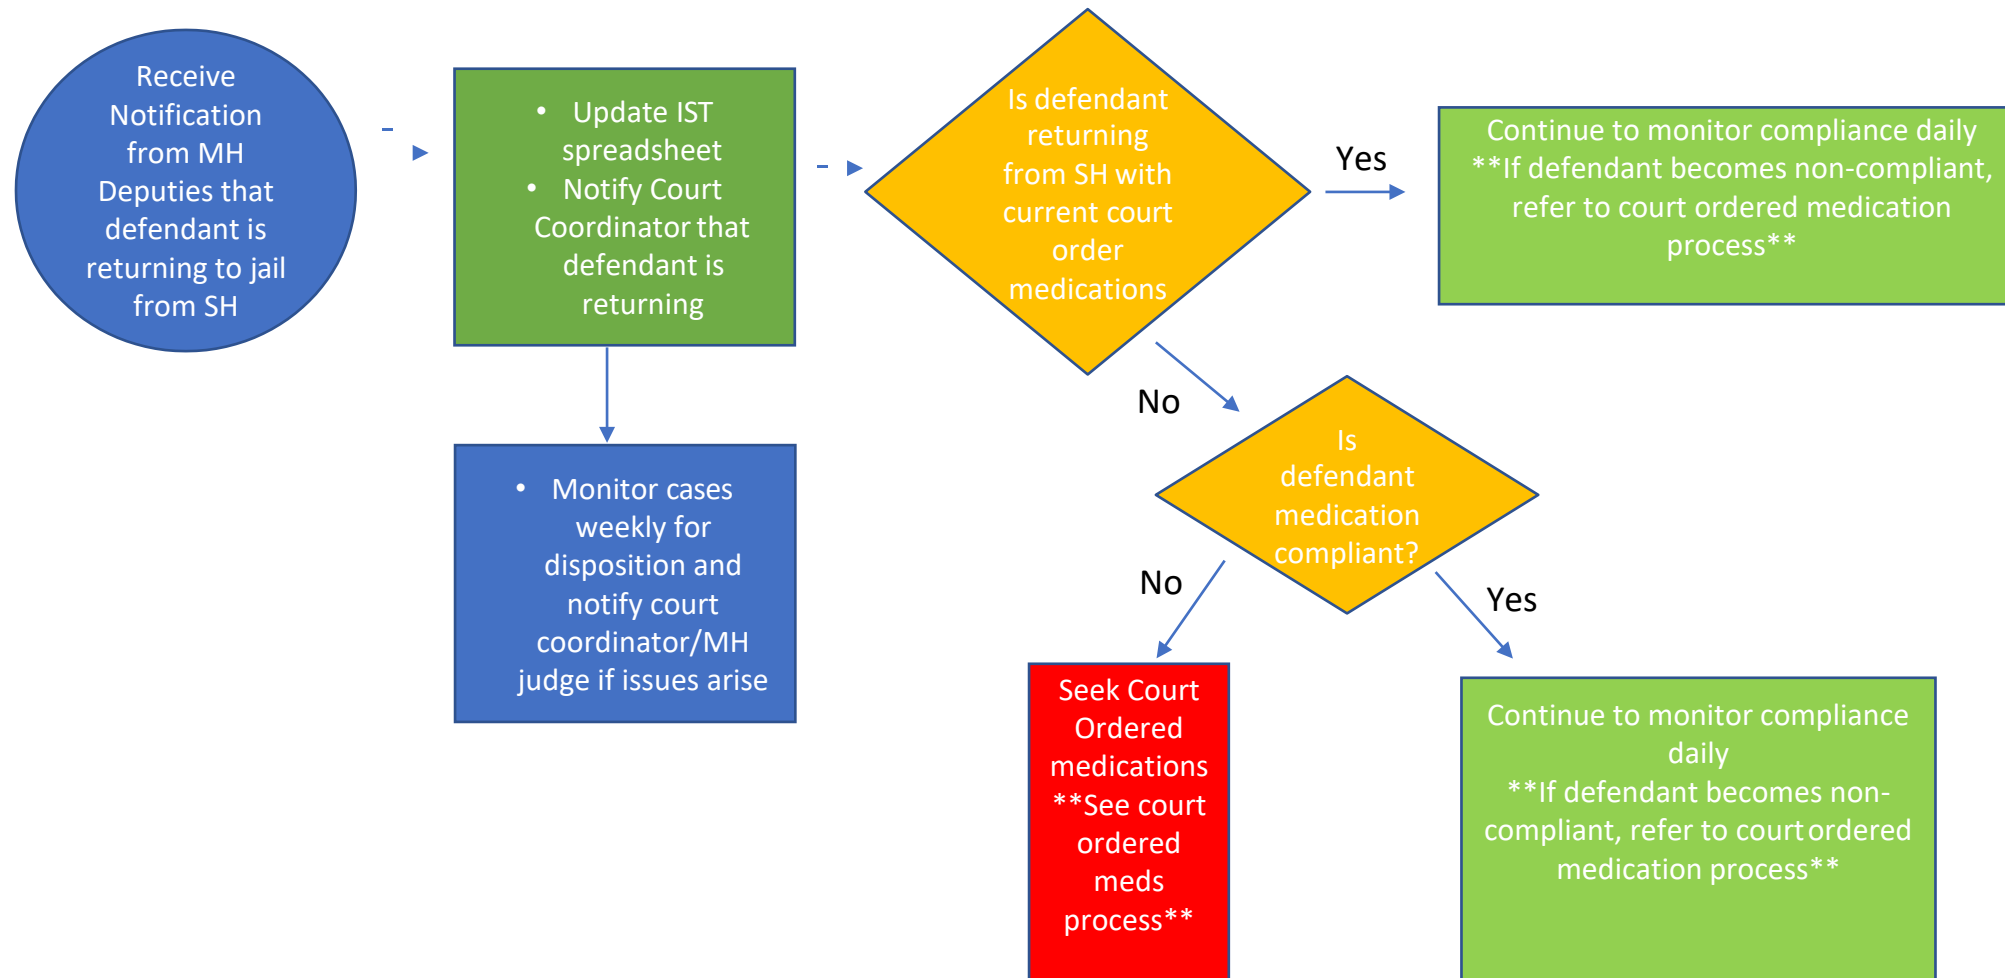 Receive
Notification
from MH
Deputies that
defendant is
returning to jail
from SH
• Update IST
spreadsheet
• Notify Court
Coordinator that
defendant is
returning
• Monitor cases
weekly for
disposition and
notify court
coordinator/MH
judge if issues arise
Is defendant
returning
from SH with
current court
order
medications
Yes
Continue to monitor compliance daily
**If defendant becomes non-compliant,
refer to court ordered medication
process**
No
Is
defendant
medication
compliant?
No
Yes
Seek Court
Ordered
medications
**See court
ordered
meds
process**
Continue to monitor compliance
daily
**If defendant becomes non-
compliant, refer to court ordered
medication process**